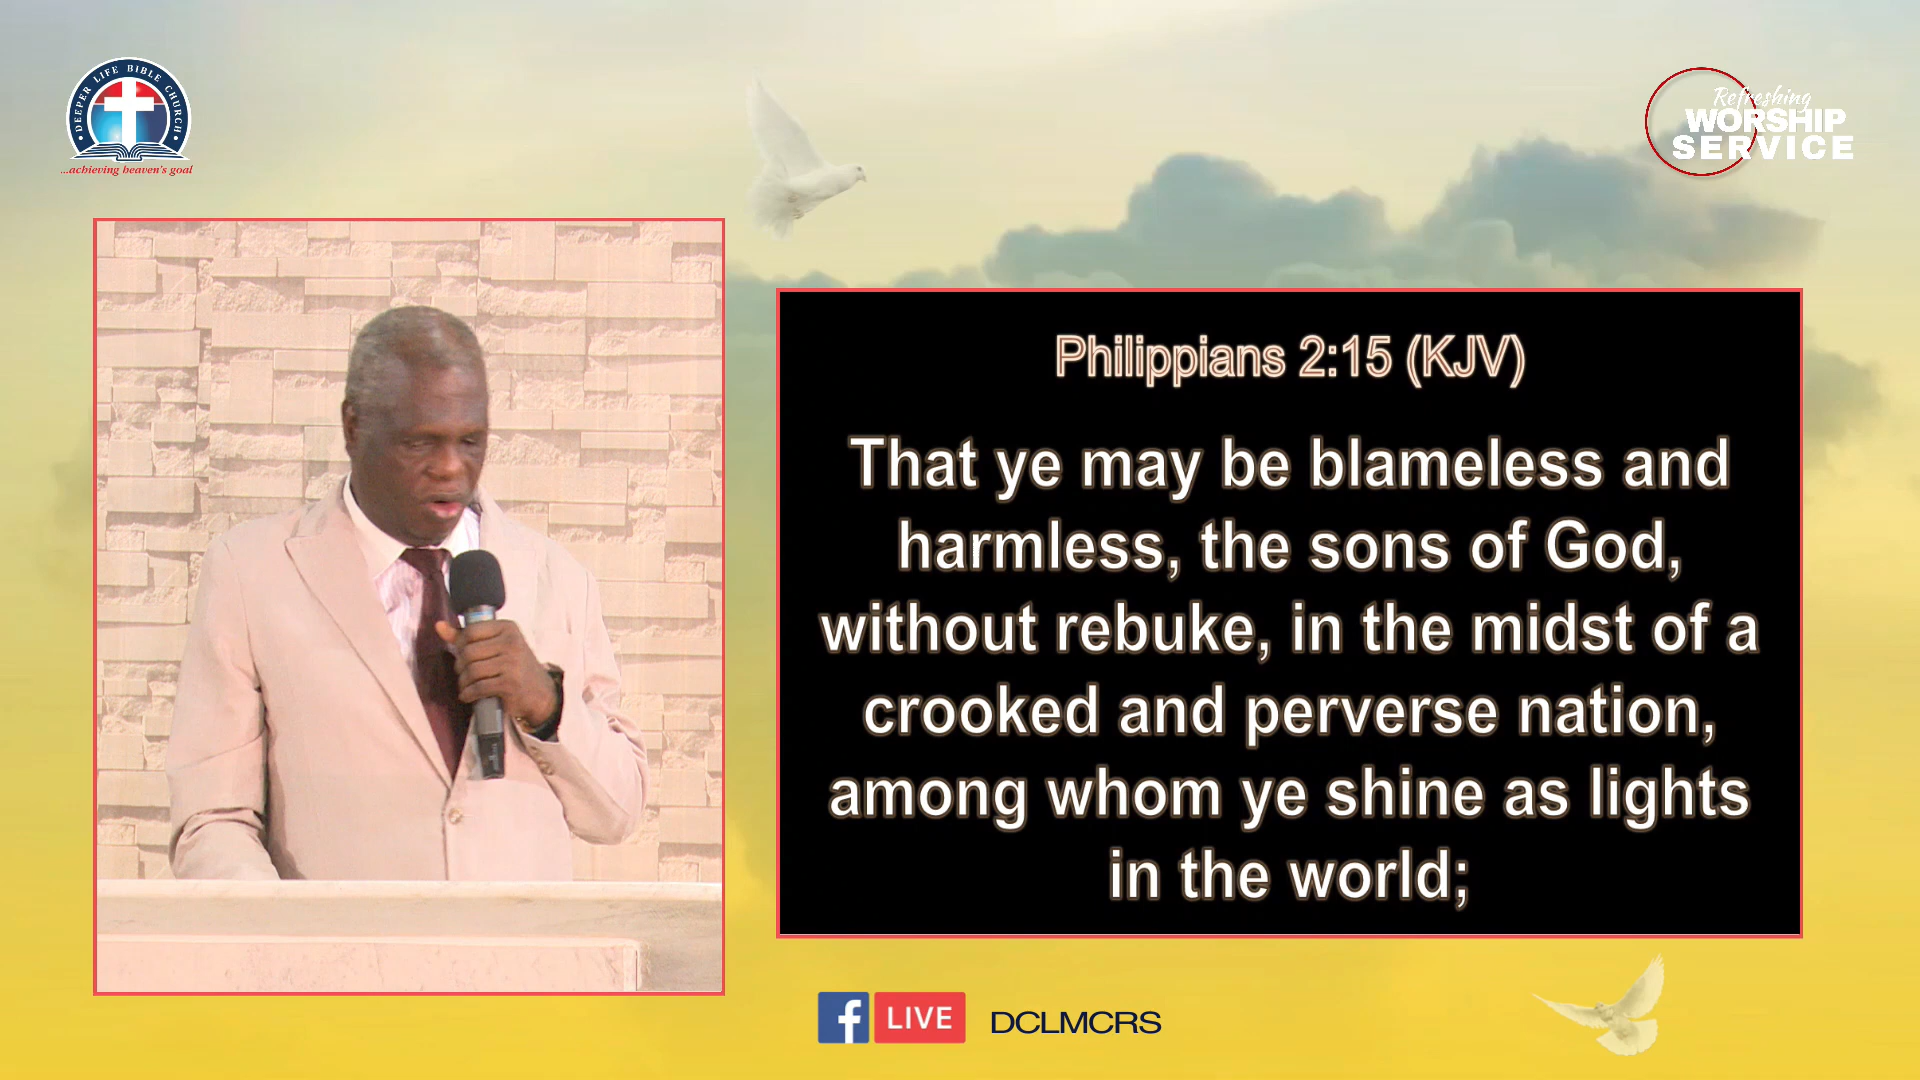 DEEPER LIFE BIBLE CHURCH
...achieving heaven's goal
Refreshing
WORSHIP
SERVICE
Philippians 2:15 (KJV)
That ye may be blameless and
harmless, the sons of God,
without rebuke, in the midst of a
crooked and perverse nation,
among whom ye shine as lights
in the world;
f LIVE DCLMCRS